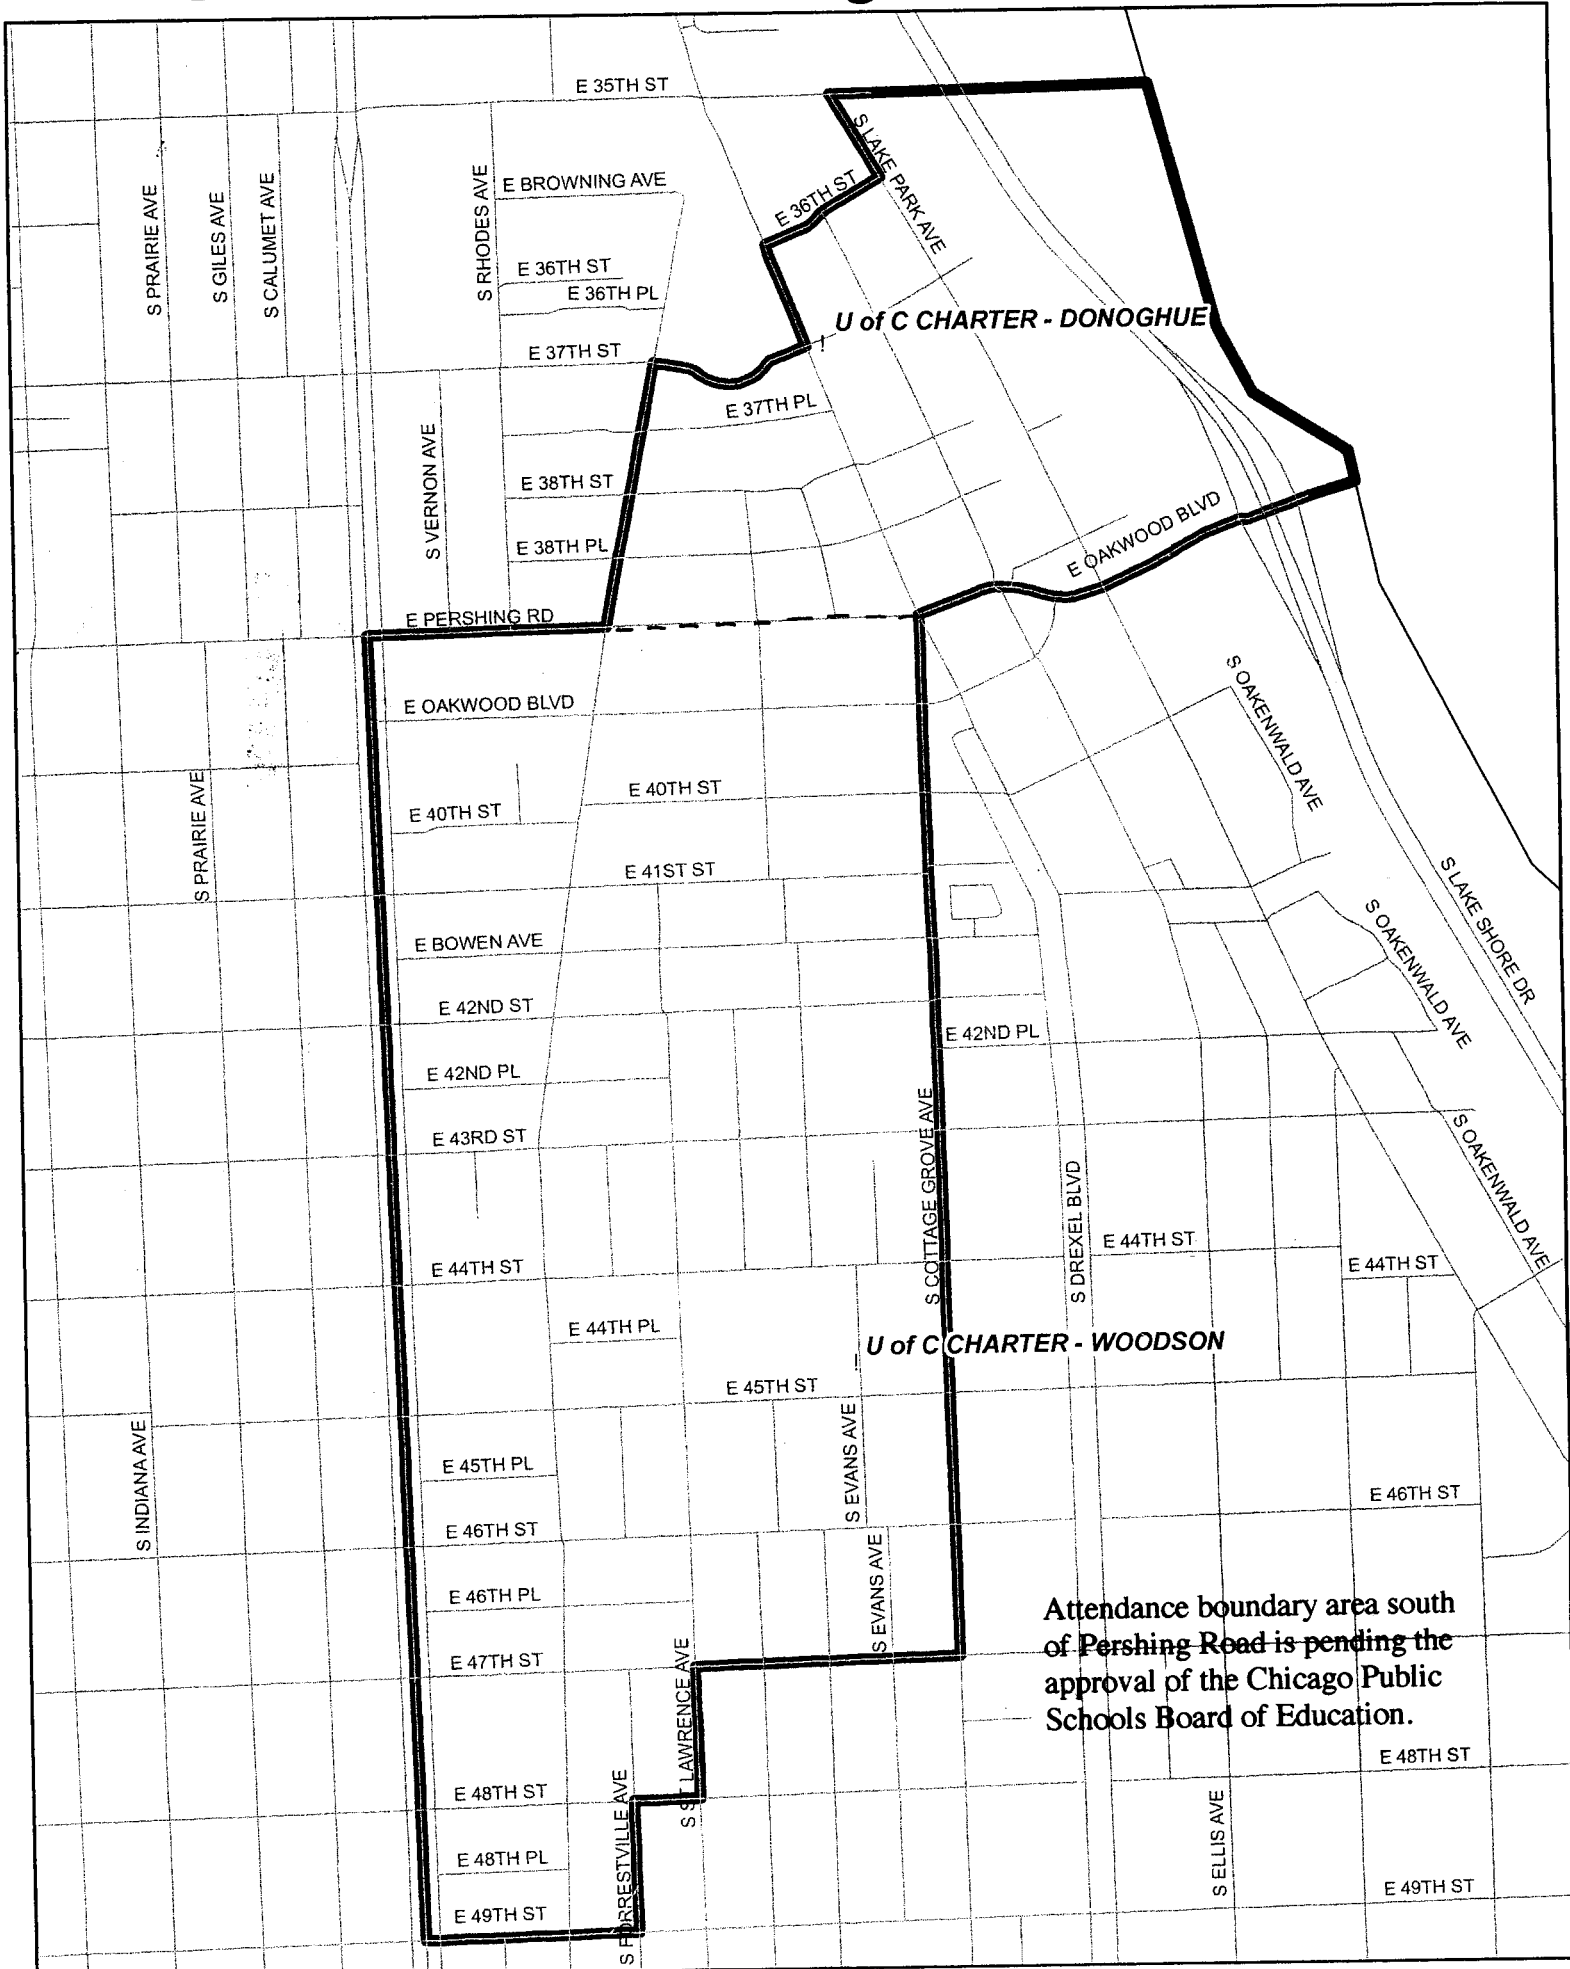 E 35TH ST
S LAKE PARK AVE
E BROWNING AVE
E 36TH ST
S PRAIRIE AVE
S GILES AVE
S CALUMET AVE
S RHODES AVE
E 36TH ST
E 36TH PL
U of C CHARTER - DONOGHUE
!
E 37TH ST
E 37TH PL
S VERNON AVE
E 38TH ST
E 38TH PL
E OAKWOOD BLVD
E PERSHING RD
E OAKWOOD BLVD
S OAKENWALD AVE
E 40TH ST
E 40TH ST
S PRAIRIE AVE
E 41ST ST
S LAKE SHORE DR
S OAKENWALD AVE
E BOWEN AVE
E 42ND ST
E 42ND PL
E 42ND PL
S COTTAGE GROVE AVE
E 43RD ST
S OAKENWALD AVE
S DREXEL BLVD
E 44TH ST
E 44TH ST
E 44TH ST
E 44TH PL
U of C CHARTER - WOODSON
!
E 45TH ST
S INDIANA AVE
S EVANS AVE
E 45TH PL
E 46TH ST
E 46TH ST
S EVANS AVE
E 46TH PL
Attendance boundary area south
of Pershing Road is pending the
approval of the Chicago Public
Schools Board of Education.
E 47TH ST
S ST LAWRENCE AVE
E 48TH ST
E 48TH ST
S FORRESTVILLE AVE
S ELLIS AVE
E 48TH PL
E 49TH ST
E 49TH ST